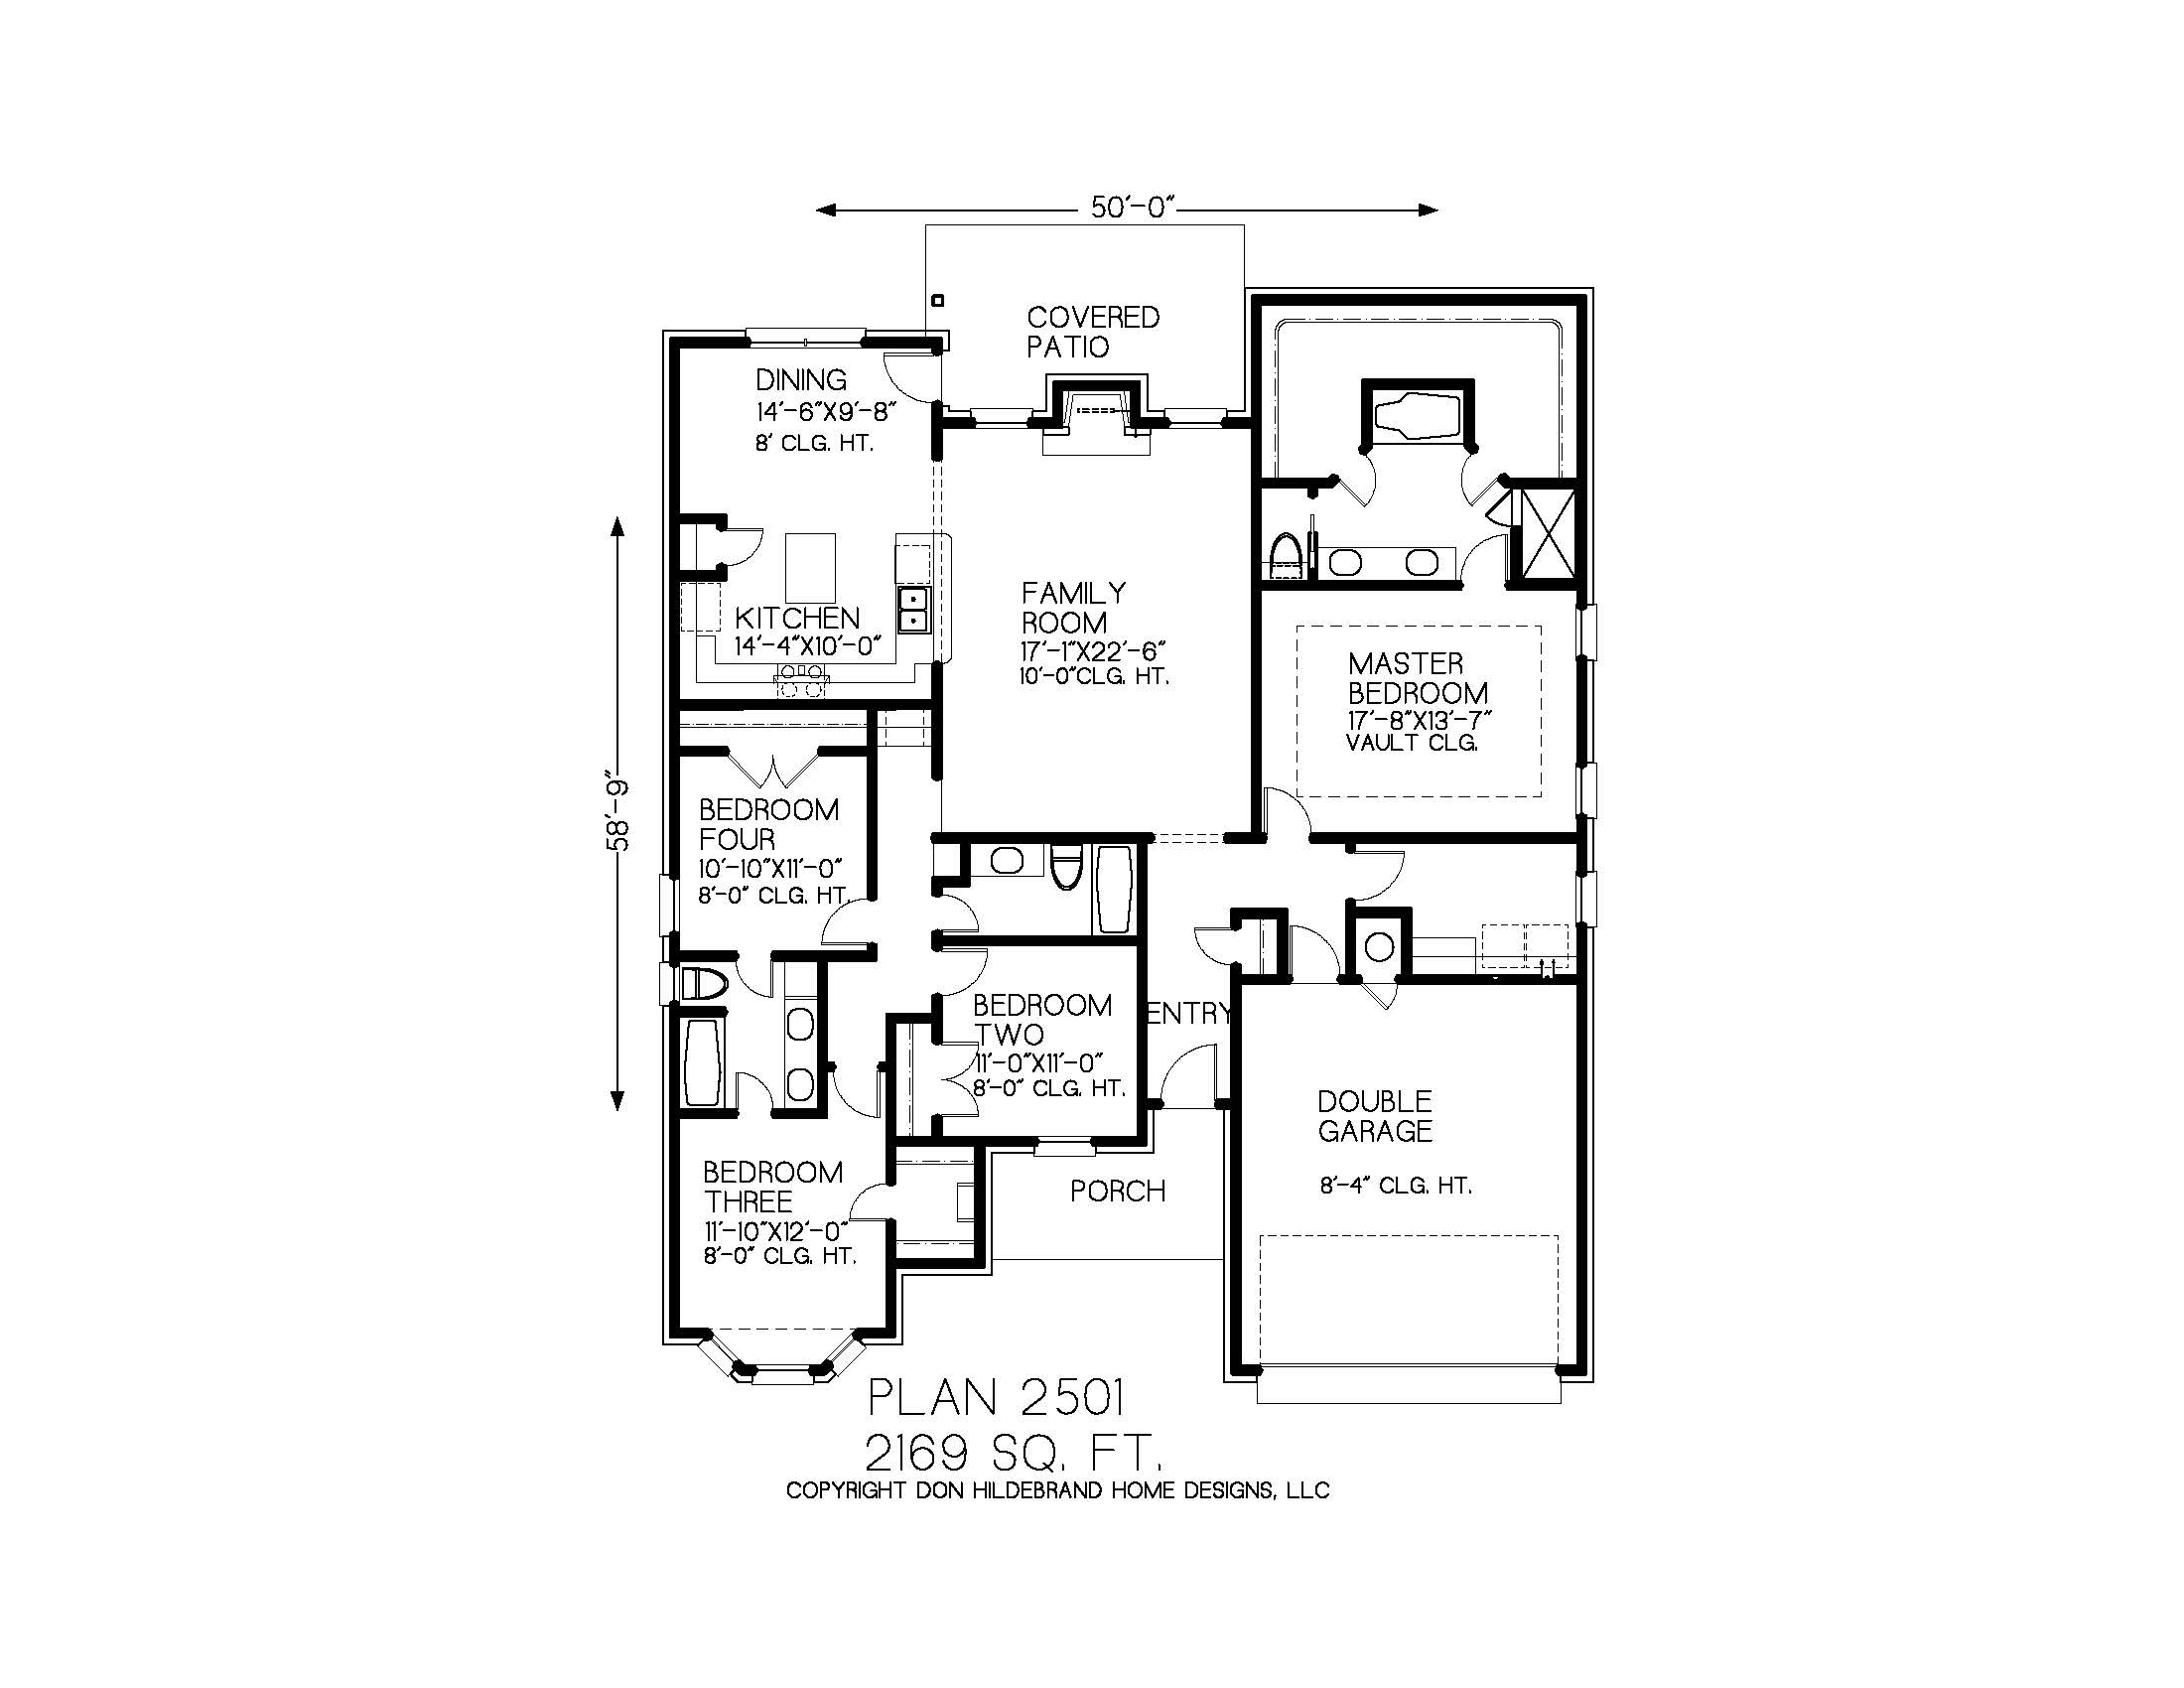 50'-0"
COVERED
PATIO
DINING
14'-6"X9'-8"
8' CLG. HT.
KITCHEN
14'-4"X10'-0"
FAMILY
ROOM
17'-1"X22'-6"
10'-0"CLG. HT.
MASTER
BEDROOM
17'-8"X13'-7"
VAULT CLG.
58'-9"
BEDROOM
FOUR
10'-10"X11'-0"
8'-0" CLG. HT.
BEDROOM
TWO
11'-0"X11'-0"
8'-0" CLG. HT.
ENTRY
DOUBLE
GARAGE
8'-4" CLG. HT.
BEDROOM
THREE
11'-10"X12'-0"
8'-0" CLG. HT.
PORCH
PLAN 2501
2169 SQ. FT.
COPYRIGHT DON HILDEBRAND HOME DESIGNS, LLC